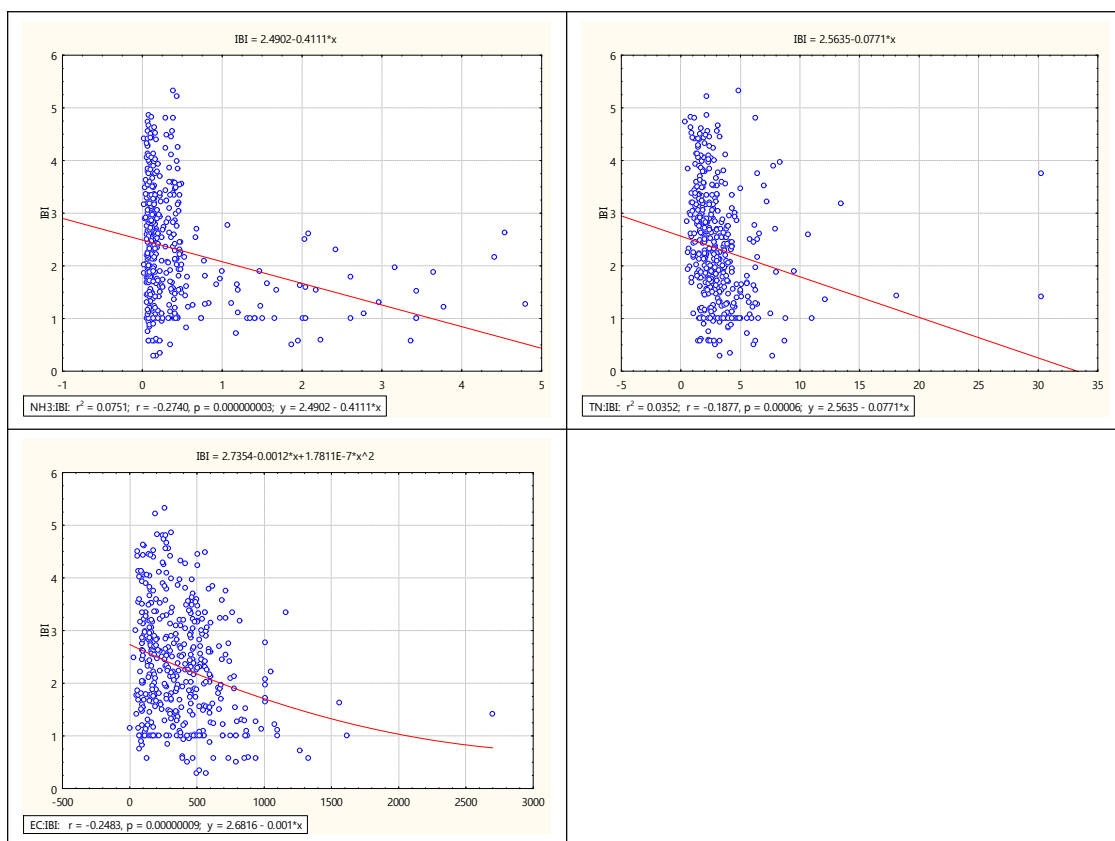 IBI = 2.4902-0.4111*x
6
5
4
3
2
1
0
IBI
-1 0 1 2 3 4 5
NH3:IBI: r² = 0.0751; r = -0.2740, p = 0.000000003; y = 2.4902 - 0.4111*x
IBI = 2.5635-0.0771*x
6
5
4
3
2
1
0
IBI
-5 0 5 10 15 20 25 30 35
TN:IBI: r² = 0.0352; r = -0.1877, p = 0.00006; y = 2.5635 - 0.0771*x
IBI = 2.7354-0.0012*x+1.7811E-7*x^2
6
5
4
3
2
1
0
IBI
-500 0 500 1000 1500 2000 2500 3000
EC:IBI: r = -0.2483, p = 0.00000009; y = 2.6816 - 0.001*x